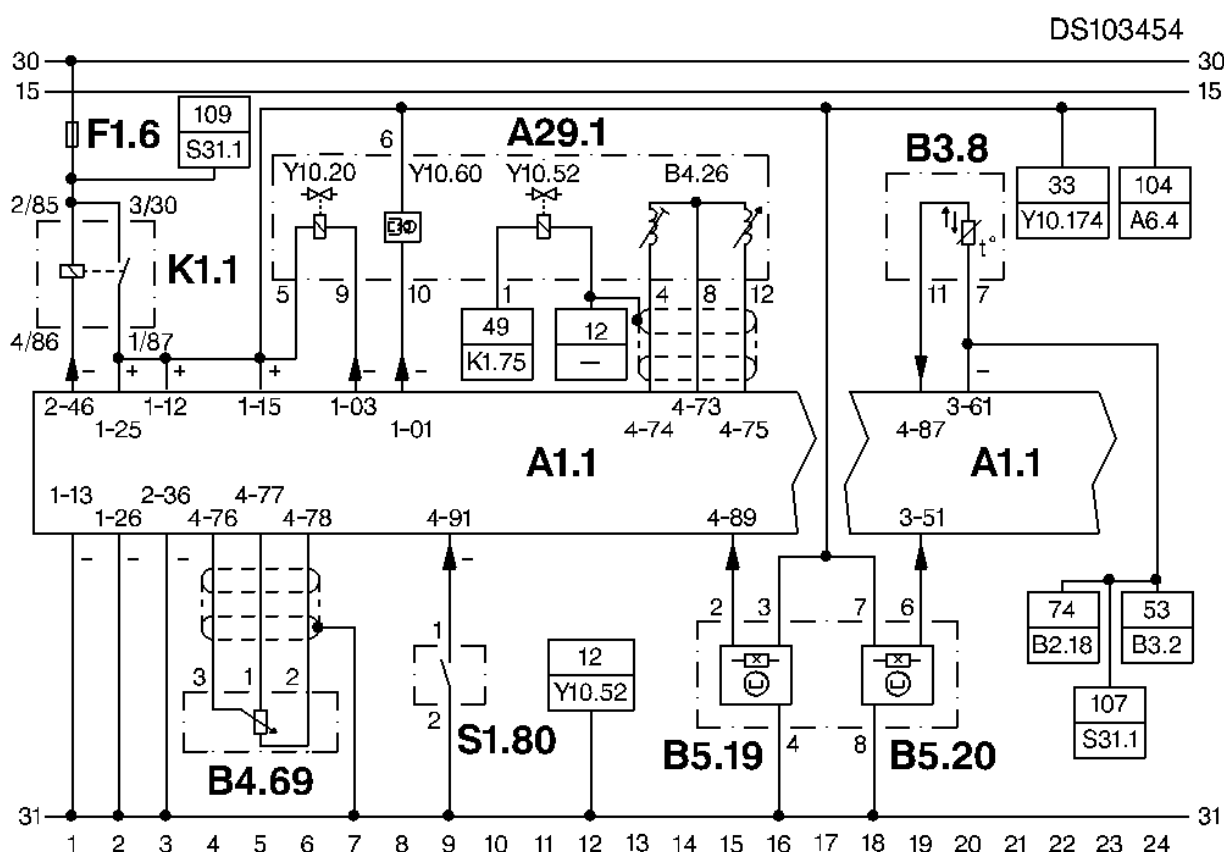 DS103454
30 30
15 15
109
S31.1
F1.6
6
A29.1
B3.8
Y10.20 Y10.60 Y10.52 B4.26
33
Y10.174
104
A6.4
2/85 3/30
K1.1
t°
5 9 10 1 4 8 12 11 7
49
K1.75
12
–
4/86 1/87
– + + + – – –
2-46 1-12 1-15 1-03 4-73 3-61
1-25 1-01 4-74 4-75 4-87
A1.1 A1.1
1-13 2-36 4-77
1-26 4-76 4-78 4-91 4-89 3-51
– – – –
2 3 7 6
74
B2.18
53
B3.2
1
12
Y10.52
3 1 2
2
107
S31.1
S1.80
B5.19 4 8 B5.20
B4.69
31 31
1 2 3 4 5 6 7 8 9 10 11 12 13 14 15 16 17 18 19 20 21 22 23 24